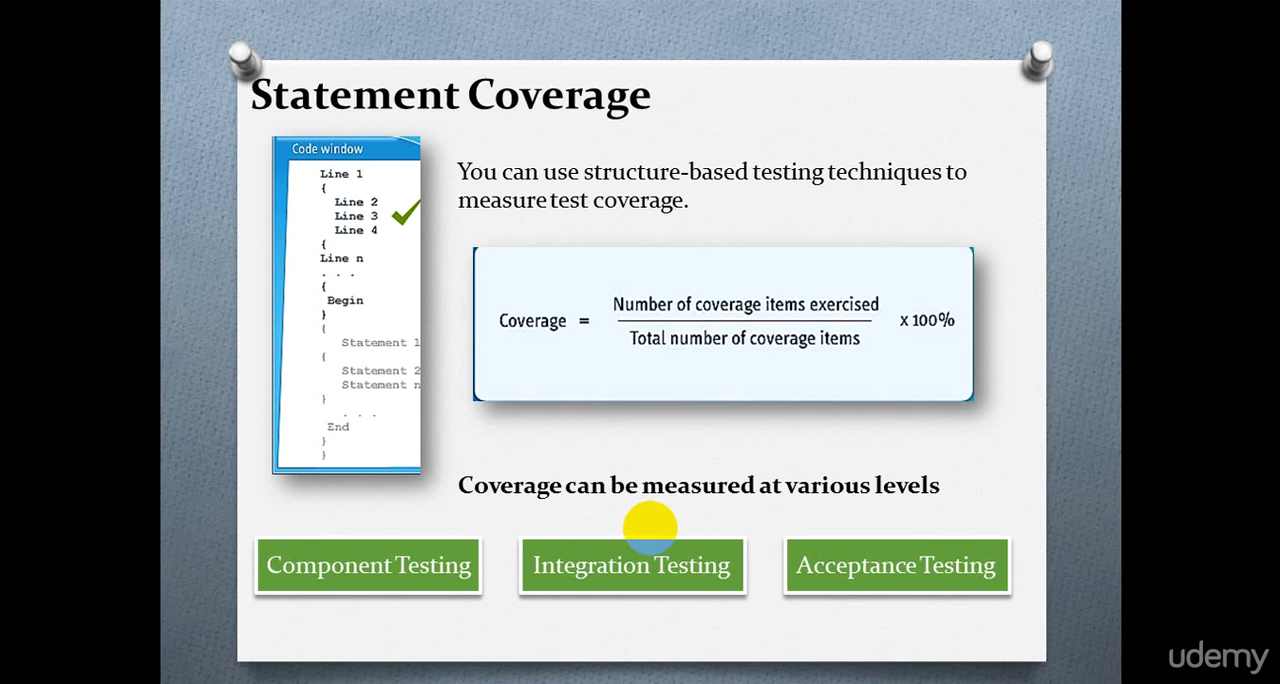 Statement Coverage
Code window
Line 1
{
Line 2
Line 3
Line 4
{
Line n
. . .
{
Begin
}
{
Statement 1
{
Statement 2
Statement n
}
. . .
End
}
}
You can use structure-based testing techniques to
measure test coverage.
Coverage = Number of coverage items exercised
Total number of coverage items
x 100%
Coverage can be measured at various levels
Component Testing
Integration Testing
Acceptance Testing
udemy